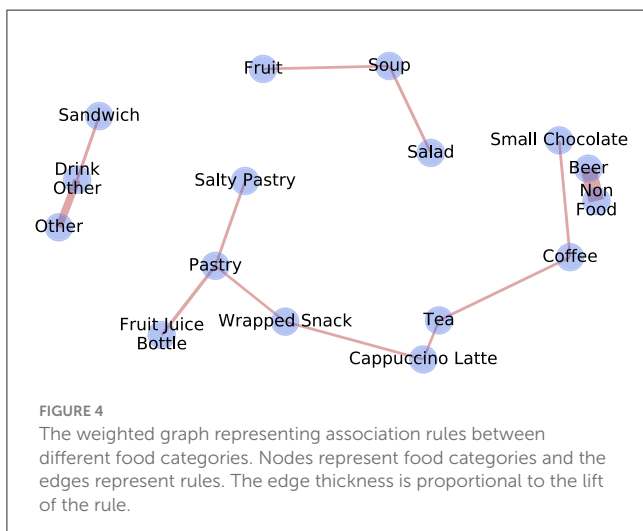 Fruit
Soup
Sandwich
Small Chocolate
Salad
Beer
Drink
Other
Salty Pastry
Non
Food
Other
Coffee
Pastry
Fruit Juice
Bottle
Wrapped Snack
Tea
Cappuccino Latte
FIGURE 4
The weighted graph representing association rules between
different food categories. Nodes represent food categories and the
edges represent rules. The edge thickness is proportional to the lift
of the rule.